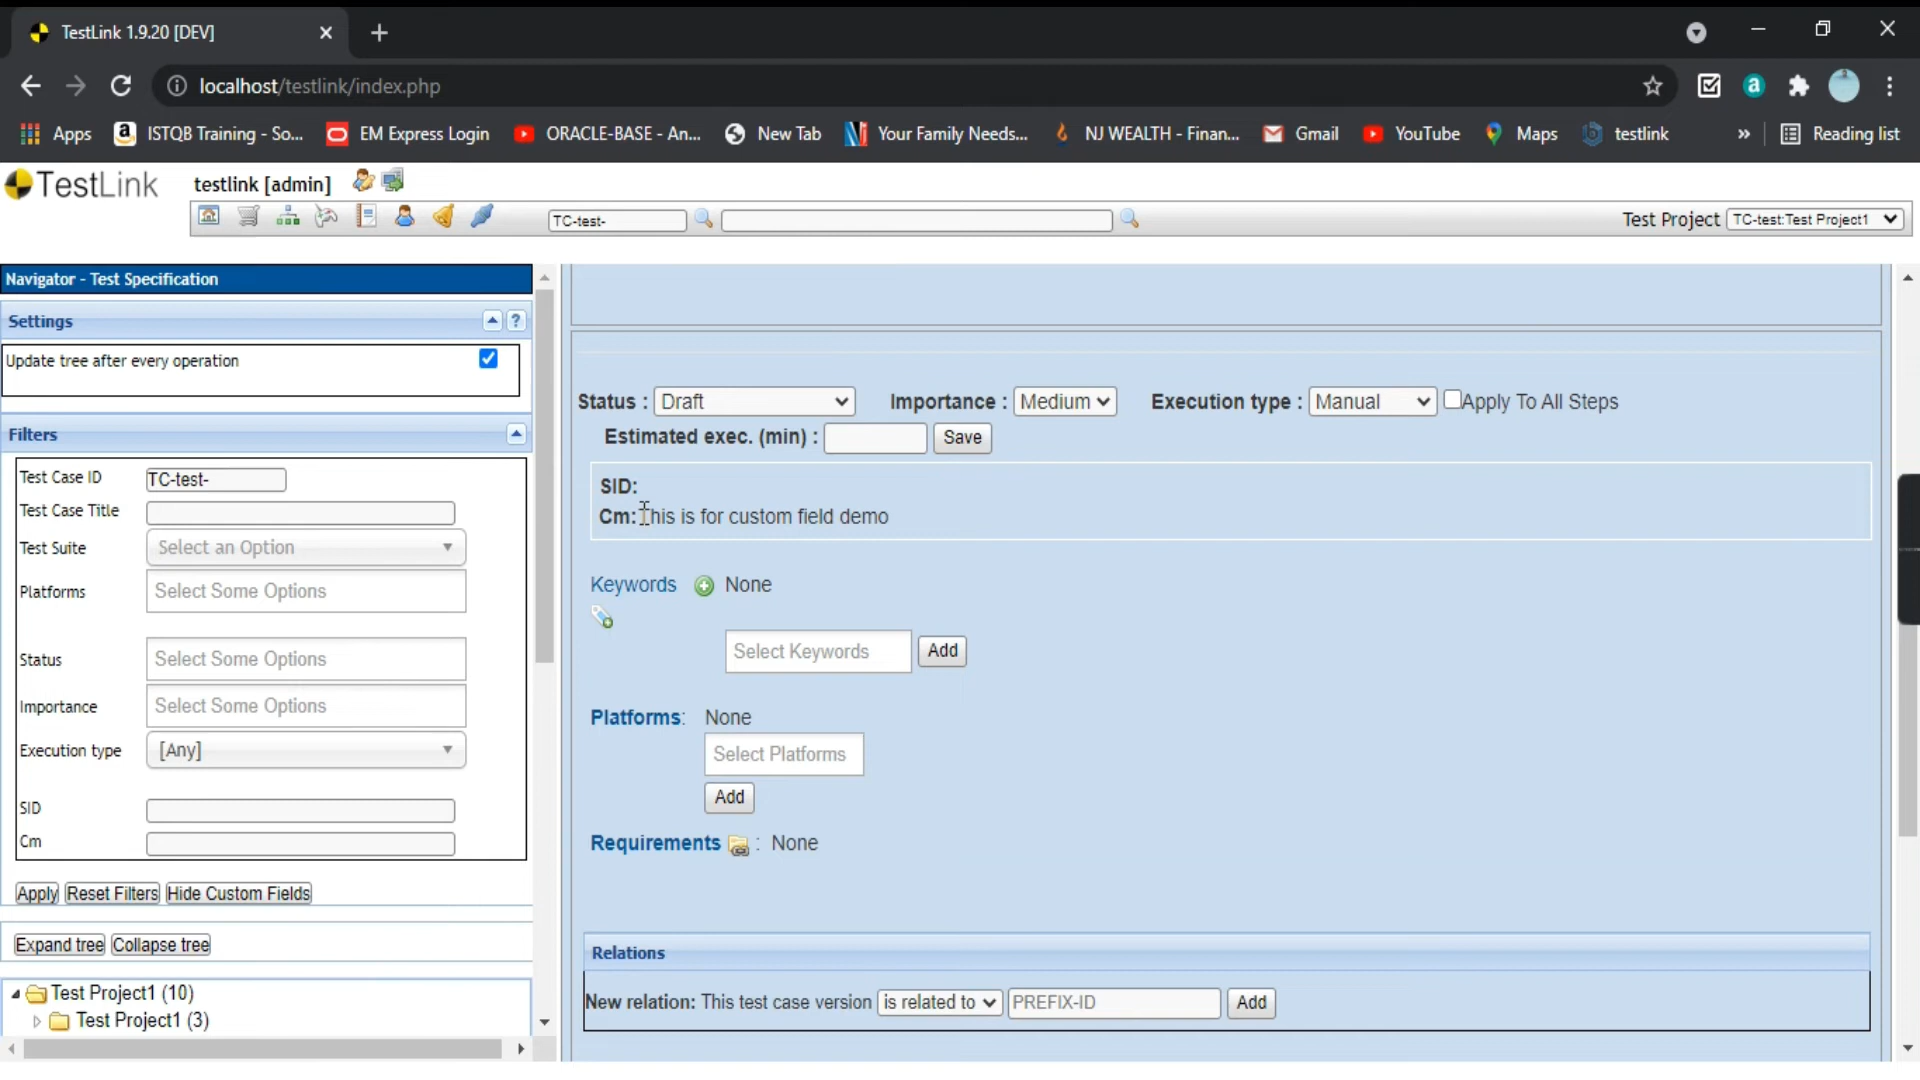 TestLink 1.9.20 [DEV]
localhost/testlink/index.php
Apps
ISTQB Training - So...
EM Express Login
ORACLE-BASE - An...
New Tab
Your Family Needs...
NJ WEALTH - Finan...
Gmail
YouTube
Maps
testlink
»
Reading list
TestLink
testlink [admin]
TC-test-
Test Project TC-test:Test Project1
Navigator - Test Specification
Settings
Update tree after every operation
Filters
Test Case ID TC-test-
Test Case Title
Test Suite Select an Option
Platforms Select Some Options
Status Select Some Options
Importance Select Some Options
Execution type [Any]
SID
Cm
Apply Reset Filters Hide Custom Fields
Expand tree Collapse tree
Test Project1 (10)
Test Project1 (3)
Status : Draft Importance : Medium Execution type : Manual Apply To All Steps
Estimated exec. (min) : Save
SID:
Cm: This is for custom field demo
Keywords None
Select Keywords Add
Platforms: None
Select Platforms
Add
Requirements : None
Relations
New relation: This test case version is related to PREFIX-ID Add